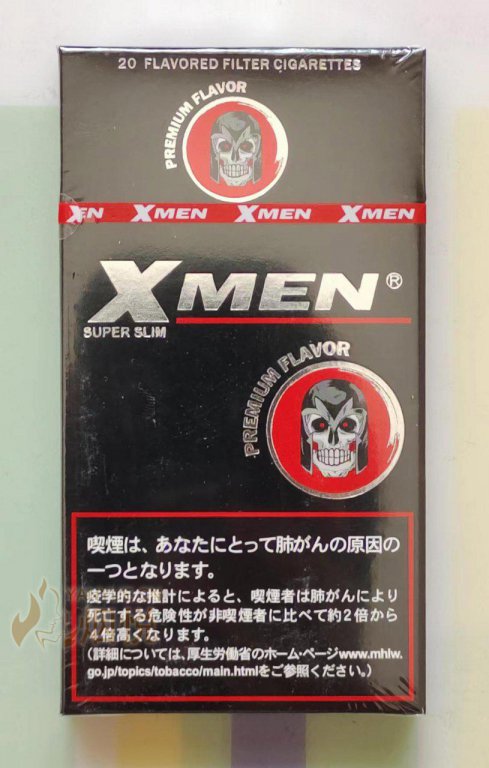 20 FLAVORED FILTER CIGARETTES
PREMIUM FLAVOR
XMEN XMEN XMEN
XMEN®
SUPER SLIM
PREMIUM FLAVOR
喫煙は、あなたにとって肺がんの原因の
一つとなります。
疫学的な推計によると、喫煙者は肺がんにより
死亡する危険性が非喫煙者に比べて約2倍から
4倍高くなります。
(詳細については、厚生労働省のホーム・ページwww.mhlw.
go.jp/topics/tobacco/main.htmlをご参照ください。)